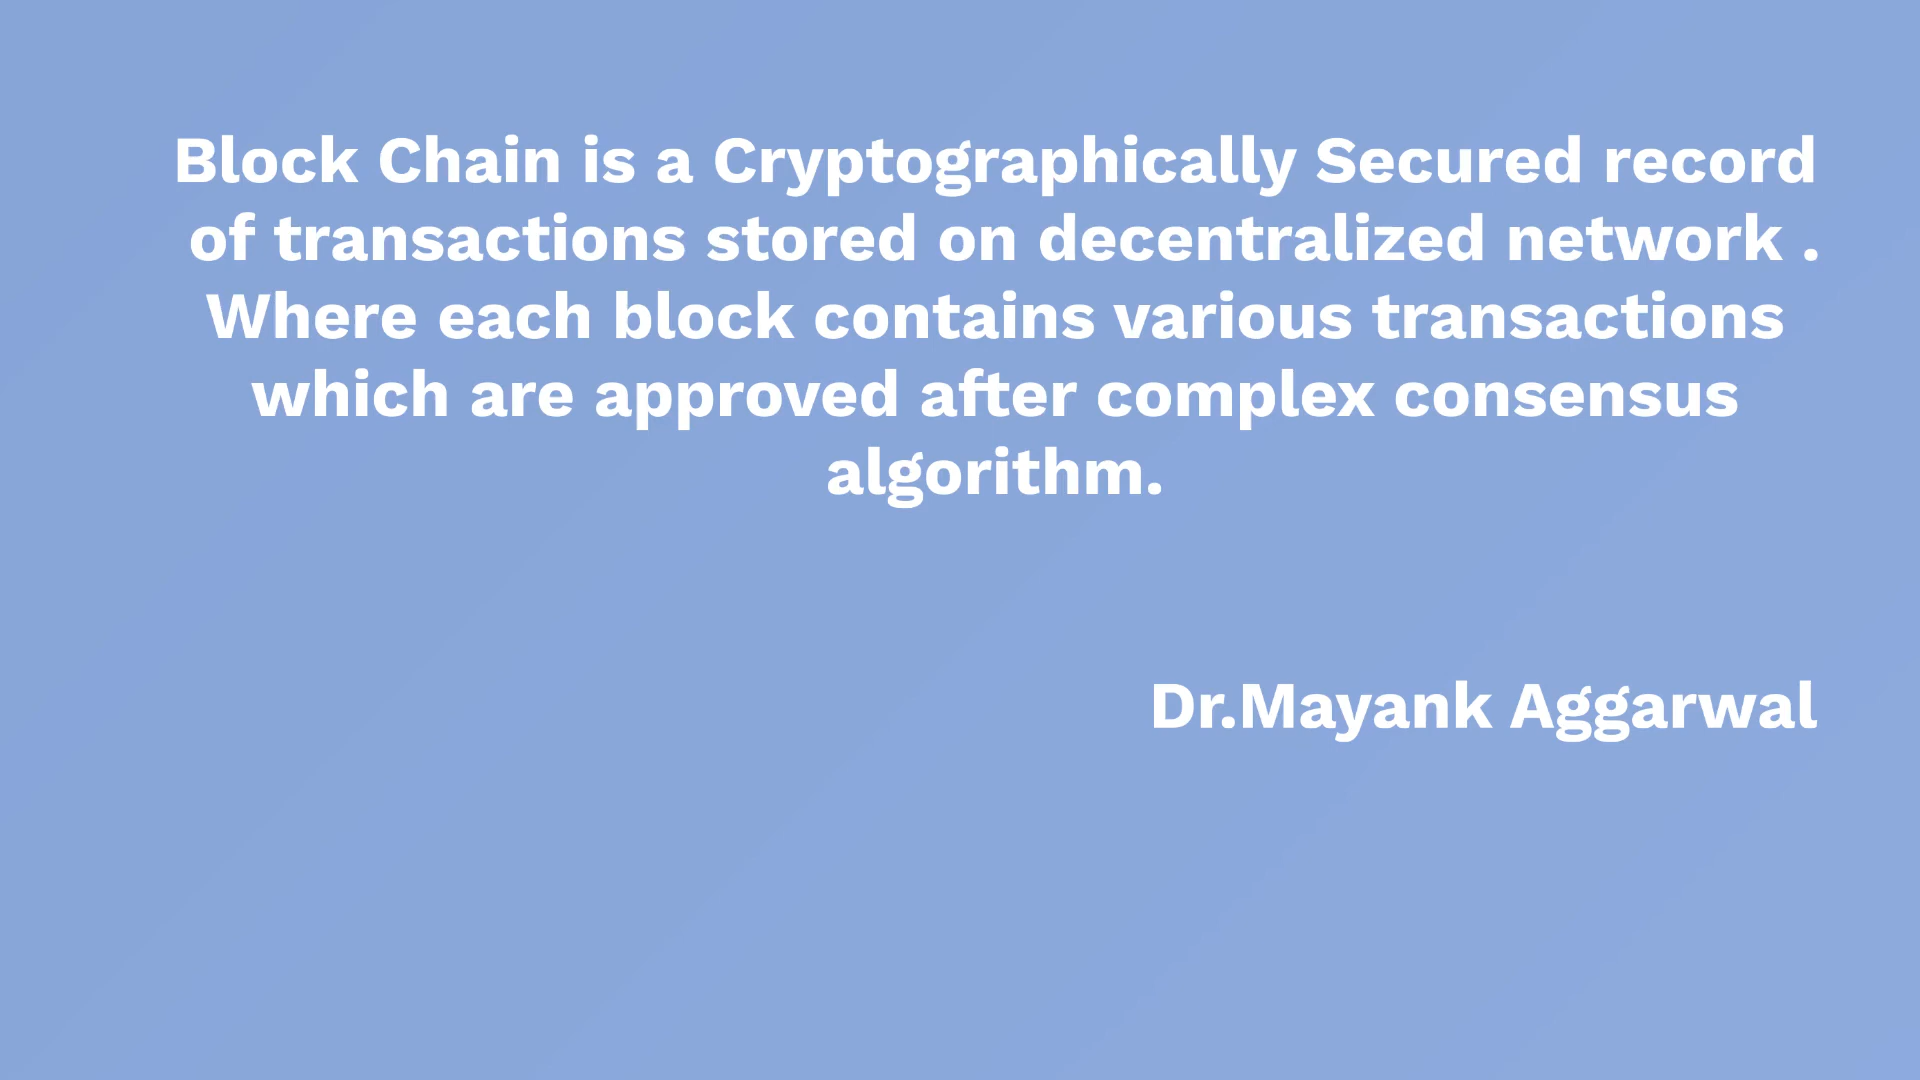 Block Chain is a Cryptographically Secured record
of transactions stored on decentralized network .
Where each block contains various transactions
which are approved after complex consensus
algorithm.
Dr.Mayank Aggarwal